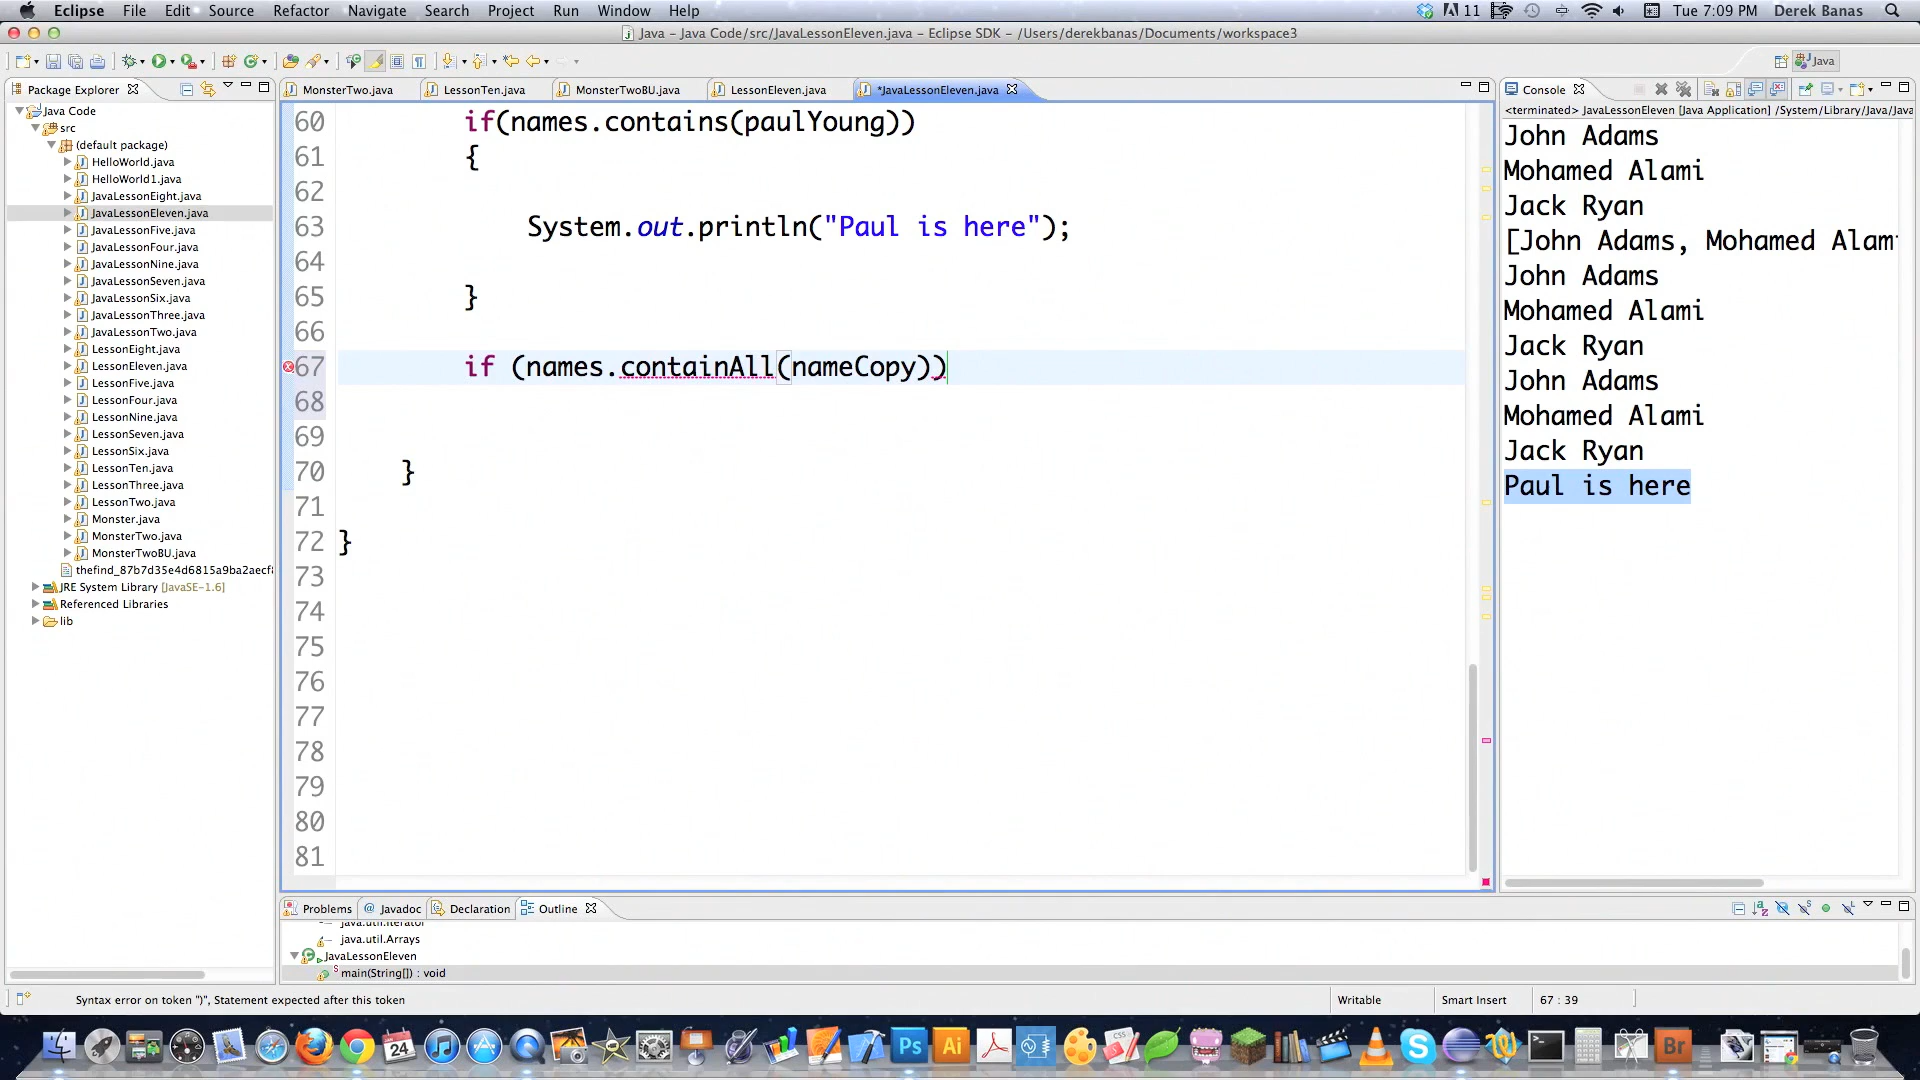 Eclipse File Edit Source Refactor Navigate Search Project Run Window Help 11 Tue 7:09 PM Derek Banas
Java – Java Code/src/JavaLessonEleven.java – Eclipse SDK – /Users/derekbanas/Documents/workspace3
Java
Package Explorer
Java Code
src
(default package)
HelloWorld.java
HelloWorld1.java
JavaLessonEight.java
JavaLessonEleven.java
JavaLessonFive.java
JavaLessonFour.java
JavaLessonNine.java
JavaLessonSeven.java
JavaLessonSix.java
JavaLessonThree.java
JavaLessonTwo.java
LessonEight.java
LessonEleven.java
LessonFive.java
LessonFour.java
LessonNine.java
LessonSeven.java
LessonSix.java
LessonTen.java
LessonThree.java
LessonTwo.java
Monster.java
MonsterTwo.java
MonsterTwoBU.java
thefind_87b7d35e4d6815a9ba2aecf8
JRE System Library [JavaSE-1.6]
Referenced Libraries
lib
MonsterTwo.java LessonTen.java MonsterTwoBU.java LessonEleven.java *JavaLessonEleven.java
60 if(names.contains(paulYoung))
61 {
62
63 System.out.println("Paul is here");
64
65 }
66
67 if (names.containAll(nameCopy))
68
69
70 }
71
72 }
73
74
75
76
77
78
79
80
81
Console
<terminated> JavaLessonEleven [Java Application] /System/Library/Java/Java
John Adams
Mohamed Alami
Jack Ryan
[John Adams, Mohamed Alam
John Adams
Mohamed Alami
Jack Ryan
John Adams
Mohamed Alami
Jack Ryan
Paul is here
Problems @ Javadoc Declaration Outline
java.util.Iterator
java.util.Arrays
JavaLessonEleven
main(String[]) : void
Syntax error on token ")", Statement expected after this token
Writable Smart Insert 67 : 39
24 Ps Ai Br